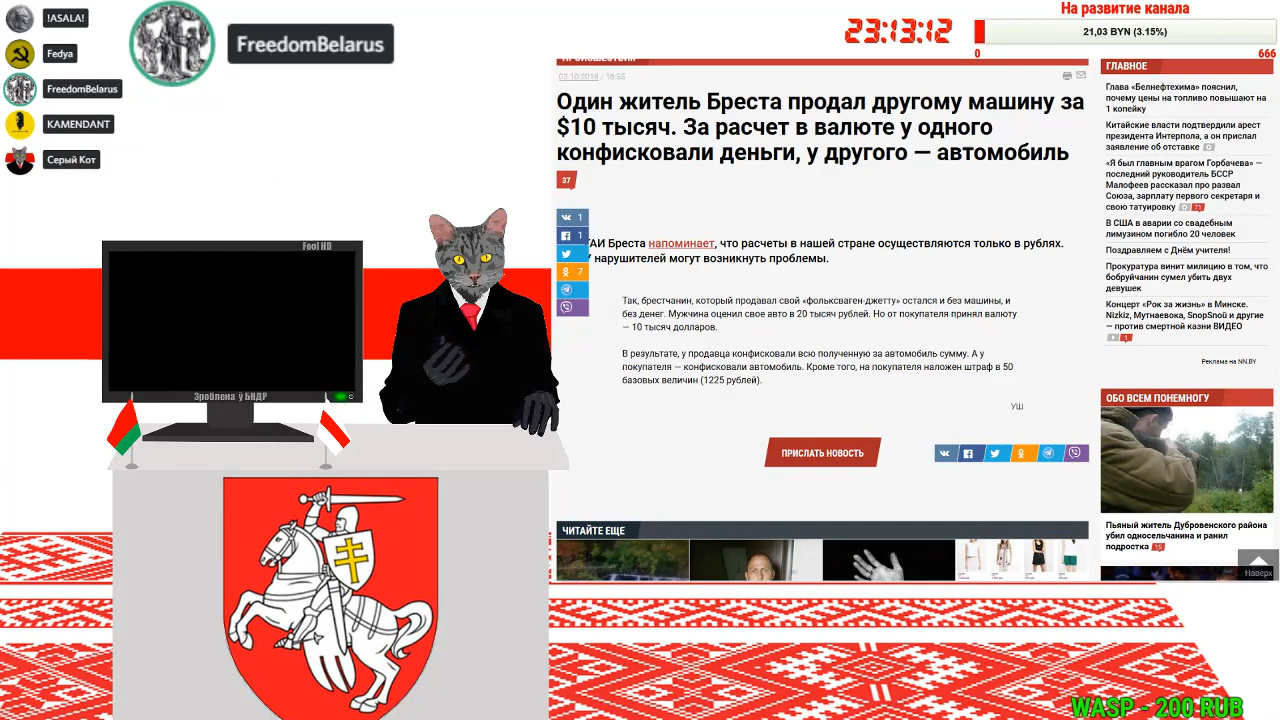 !ASALA!
Fedya
FreedomBelarus
KAMENDANT
Серый Кот
FreedomBelarus
23:13:12
На развитие канала
21,03 BYN (3.15%)
0
666
ПРОИСШЕСТВИЯ
03.10.2018 / 16:55
Один житель Бреста продал другому машину за
$10 тысяч. За расчет в валюте у одного
конфисковали деньги, у другого — автомобиль
37
1
1
7
ГАИ Бреста напоминает, что расчеты в нашей стране осуществляются только в рублях.
У нарушителей могут возникнуть проблемы.
Так, брестчанин, который продавал свой «фольксваген-джетту» остался и без машины, и
без денег. Мужчина оценил свое авто в 20 тысяч рублей. Но от покупателя принял валюту
— 10 тысяч долларов.
В результате, у продавца конфисковали всю полученную за автомобиль сумму. А у
покупателя — конфисковали автомобиль. Кроме того, на покупателя наложен штраф в 50
базовых величин (1225 рублей).
УШ
ПРИСЛАТЬ НОВОСТЬ
ЧИТАЙТЕ ЕЩЕ
ГЛАВНОЕ
Глава «Белнефтехима» пояснил,
почему цены на топливо повышают на
1 копейку
Китайские власти подтвердили арест
президента Интерпола, а он прислал
заявление об отставке
«Я был главным врагом Горбачева» —
последний руководитель БССР
Малофеев рассказал про развал
Союза, зарплату первого секретаря и
свою татуировку 71
В США в аварии со свадебным
лимузином погибло 20 человек
Поздравляем с Днём учителя!
Прокуратура винит милицию в том, что
бобруйчанин сумел убить двух
девушек
Концерт «Рок за жизнь» в Минске.
Nizkiz, Мутнаевока, SnopSnoй и другие
— против смертной казни ВИДЕО
1
Реклама на NN.BY
ОБО ВСЕМ ПОНЕМНОГУ
Пьяный житель Дубровенского района
убил односельчанина и ранил
подростка 15
Наверх
Fool HD
Зроблена ў БНДР
WASP - 200 RUB